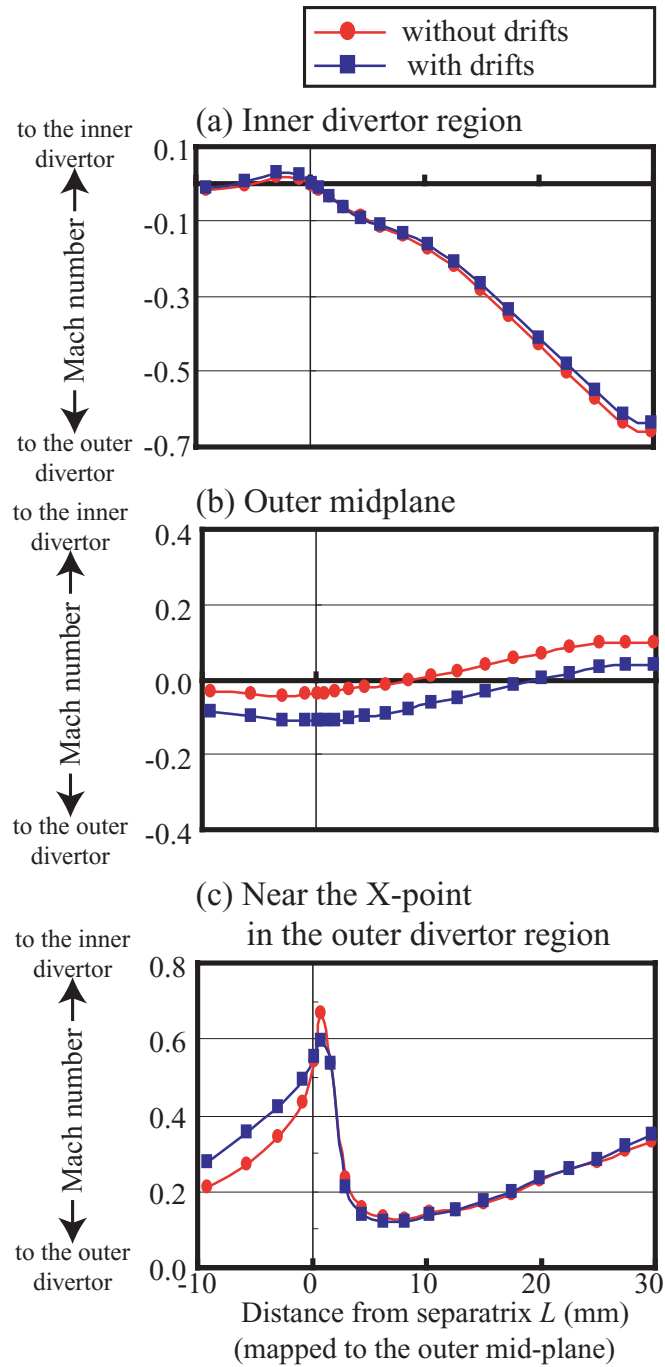 without drifts
with drifts
(a) Inner divertor region
to the inner
divertor
Mach number
to the outer
divertor
0.1
-0.1
-0.3
-0.5
-0.7
(b) Outer midplane
to the inner
divertor
Mach number
to the outer
divertor
0.4
0.2
0.0
-0.2
-0.4
(c) Near the X-point
in the outer divertor region
to the inner
divertor
Mach number
to the outer
divertor
0.8
0.6
0.4
0.2
0.0
-10 0 10 20 30
Distance from separatrix L (mm)
(mapped to the outer mid-plane)